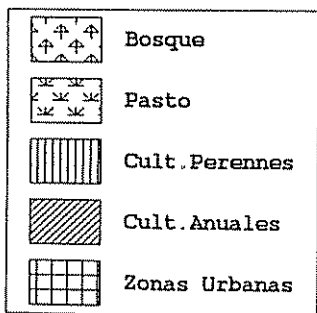 Bosque
Pasto
Cult.Perennes
Cult.Anuales
Zonas Urbanas